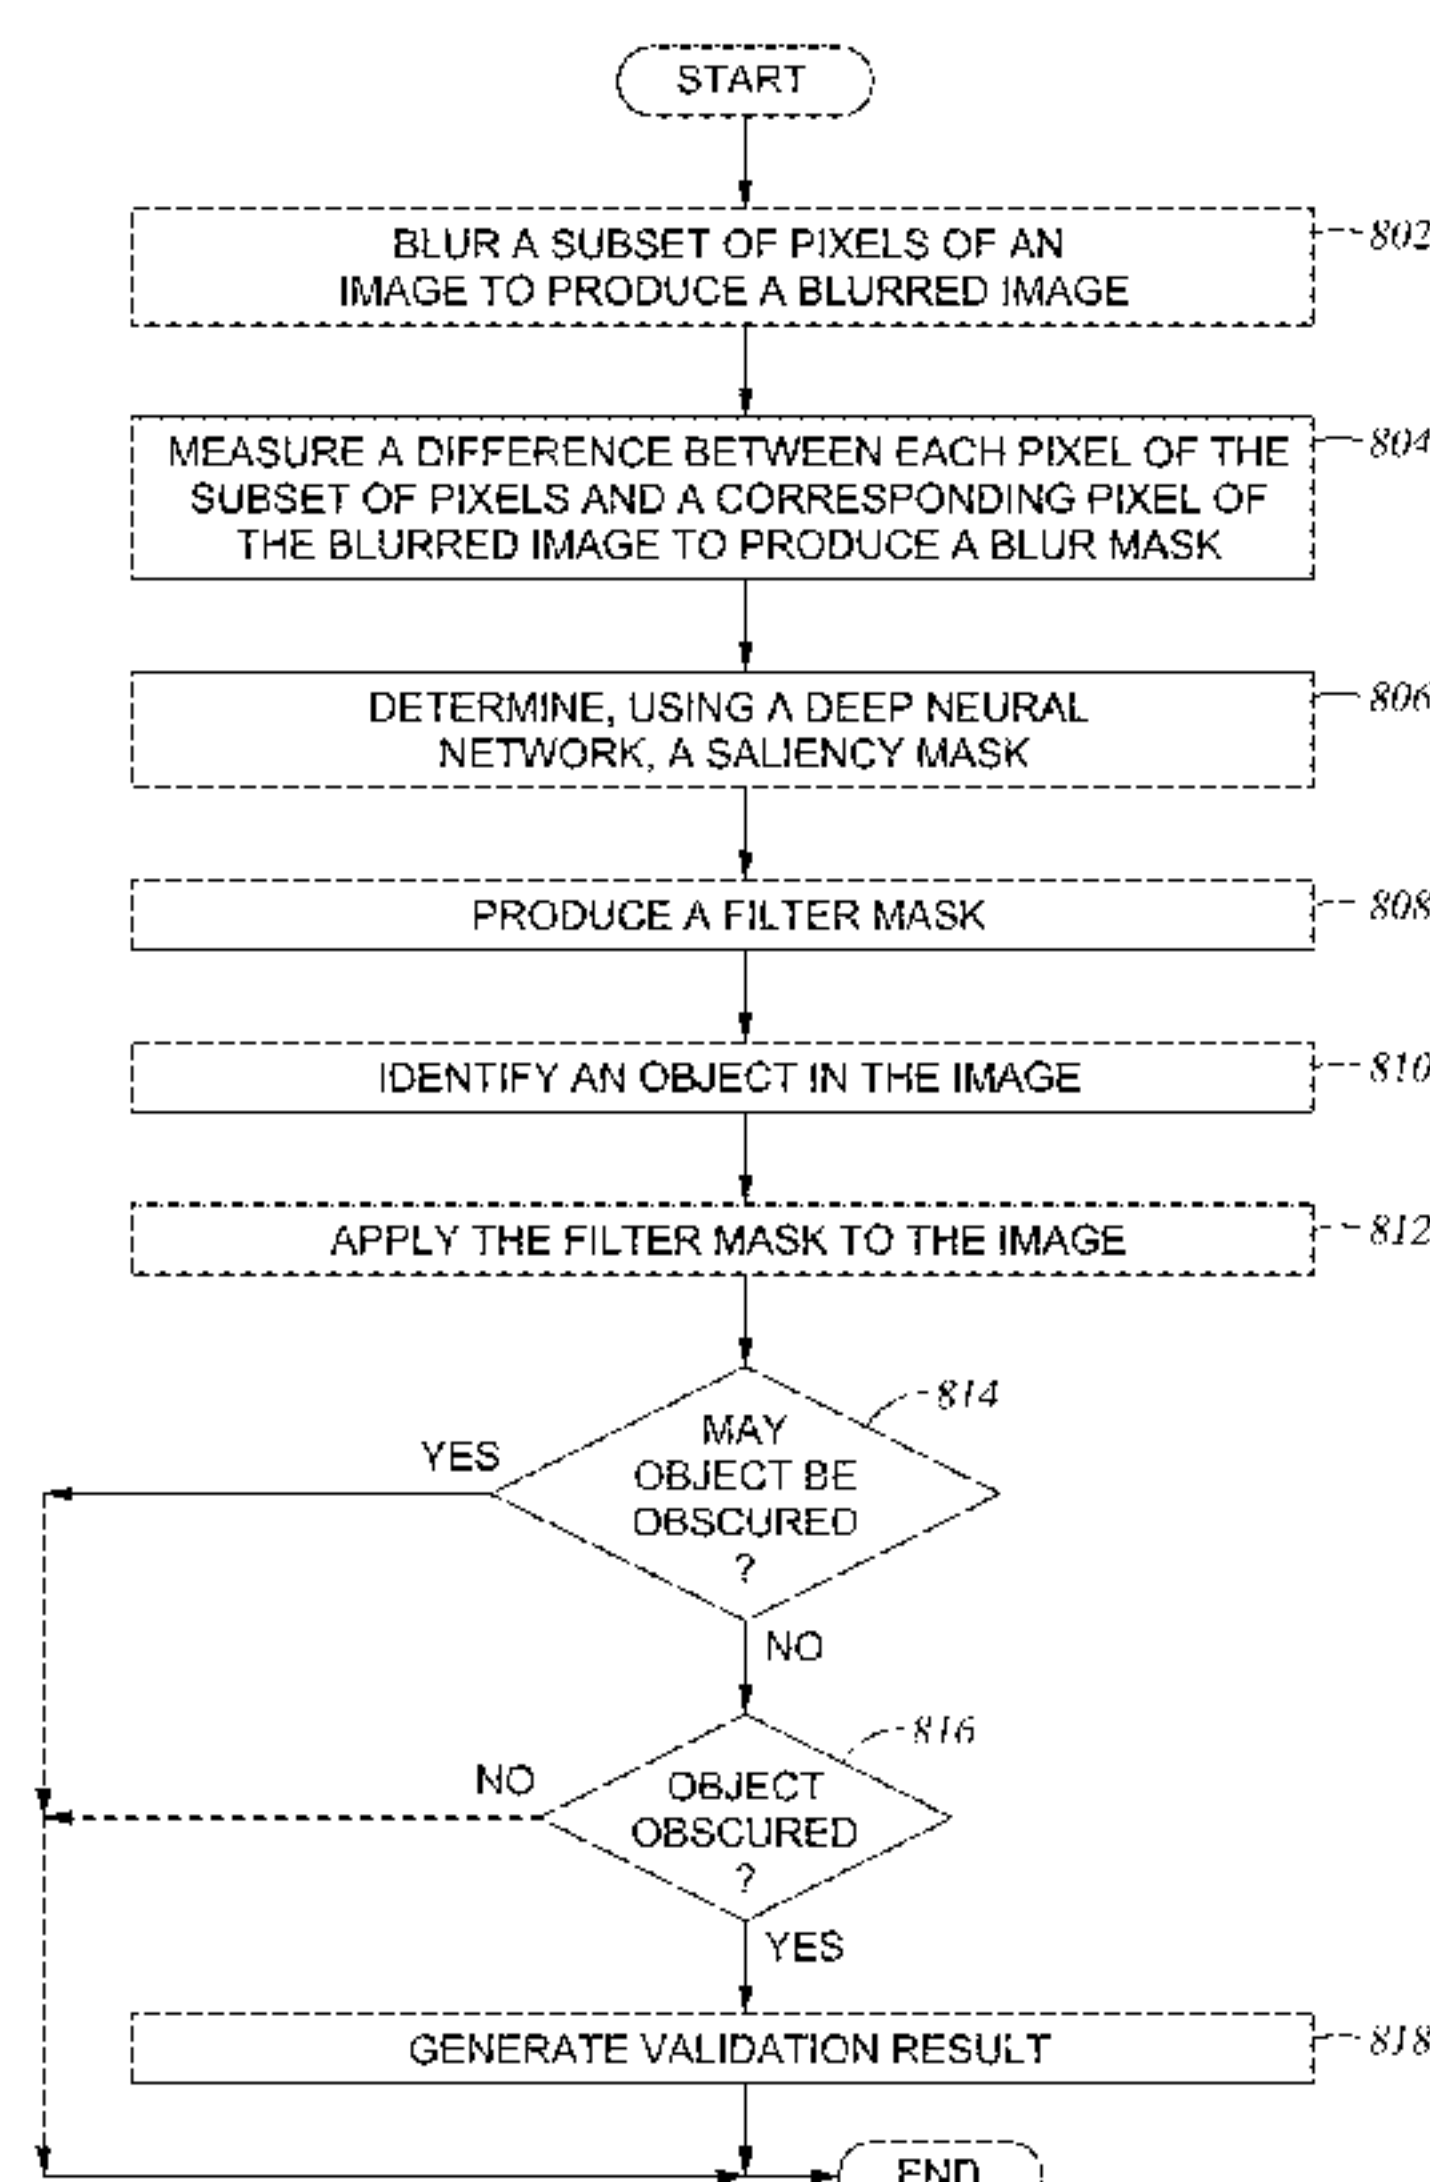 START
BLUR A SUBSET OF PIXELS OF AN
IMAGE TO PRODUCE A BLURRED IMAGE
802
MEASURE A DIFFERENCE BETWEEN EACH PIXEL OF THE
SUBSET OF PIXELS AND A CORRESPONDING PIXEL OF
THE BLURRED IMAGE TO PRODUCE A BLUR MASK
804
DETERMINE, USING A DEEP NEURAL
NETWORK, A SALIENCY MASK
806
PRODUCE A FILTER MASK
808
IDENTIFY AN OBJECT IN THE IMAGE
810
APPLY THE FILTER MASK TO THE IMAGE
812
MAY
OBJECT BE
OBSCURED
?
814
YES
NO
OBJECT
OBSCURED
?
816
NO
YES
GENERATE VALIDATION RESULT
818
END